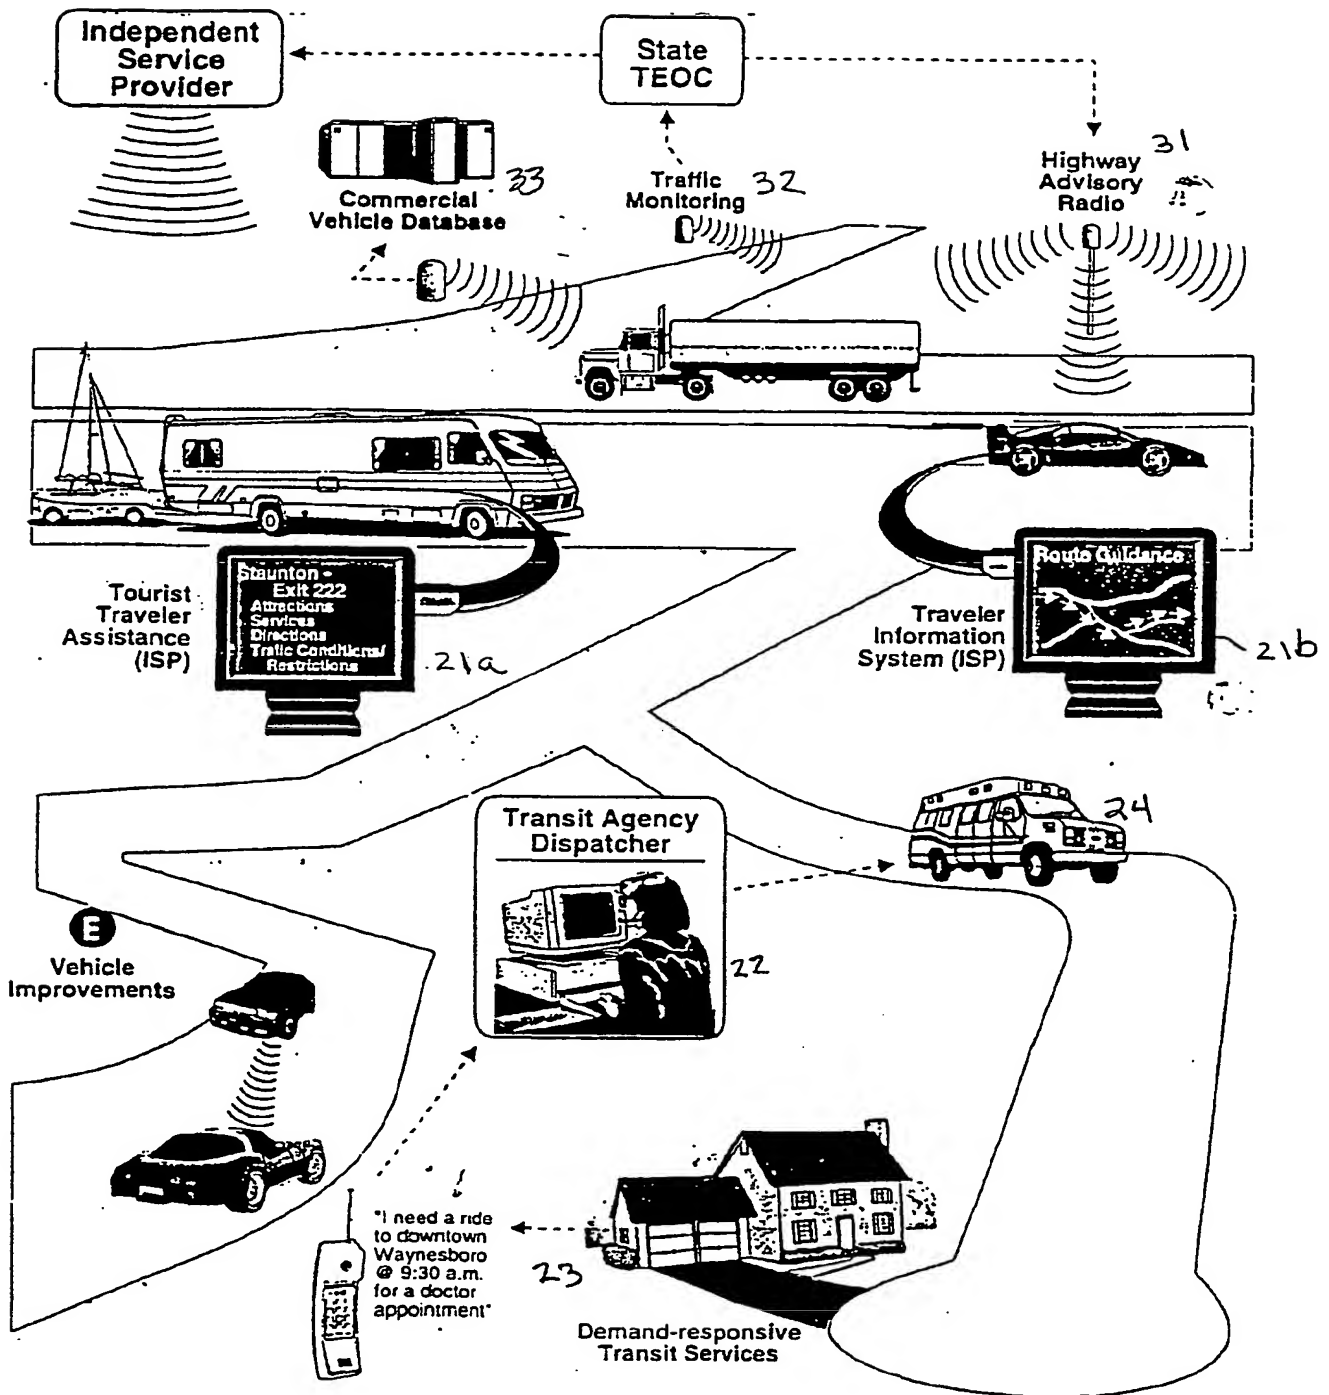 Independent
Service
Provider
State
TEOC
31
Highway
Advisory
Radio
33
Commercial
Vehicle Database
Traffic
Monitoring
32
Tourist
Traveler
Assistance
(ISP)
Staunton -
Exit 222
Attractions
Services
Directions
Traffic Conditions/
Restrictions
21a
Route Guidance
Traveler
Information
System (ISP)
21b
Transit Agency
Dispatcher
22
24
E
Vehicle
Improvements
"I need a ride
to downtown
Waynesboro
@ 9:30 a.m.
for a doctor
appointment"
23
Demand-responsive
Transit Services